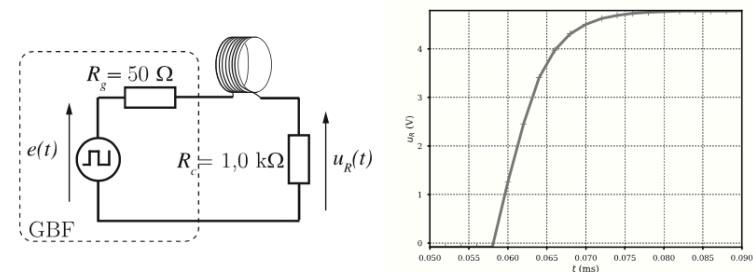 R_g = 50 Ω
e(t)
R_c = 1,0 kΩ
u_R(t)
GBF
u_R (V)
4
3
2
1
0
0.050 0.055 0.060 0.065 0.070 0.075 0.080 0.085 0.090
t (ms)